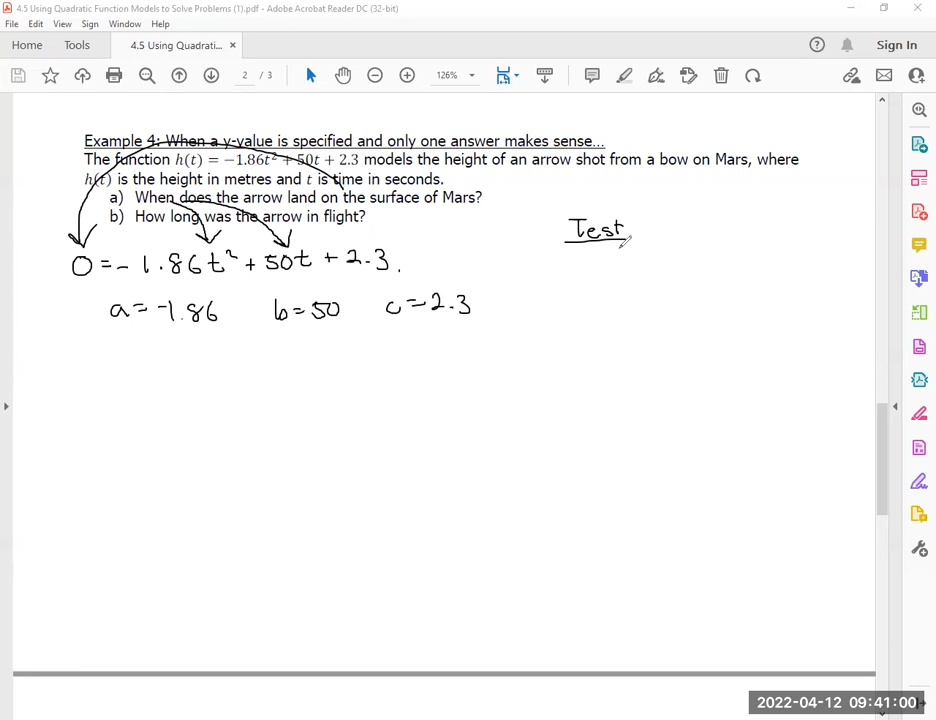 4.5 Using Quadratic Function Models to Solve Problems (1).pdf - Adobe Acrobat Reader DC (32-bit)
File Edit View Sign Window Help
Home Tools 4.5 Using Quadrati... × Sign In
2 / 3 126%
Example 4: When a y-value is specified and only one answer makes sense...
The function h(t) = −1.86t² + 50t + 2.3 models the height of an arrow shot from a bow on Mars, where
h(t) is the height in metres and t is time in seconds.
a) When does the arrow land on the surface of Mars?
b) How long was the arrow in flight?
Test
0 = -1.86t² + 50t + 2.3.
a = -1.86 b = 50 c = 2.3
2022-04-12 09:41:00